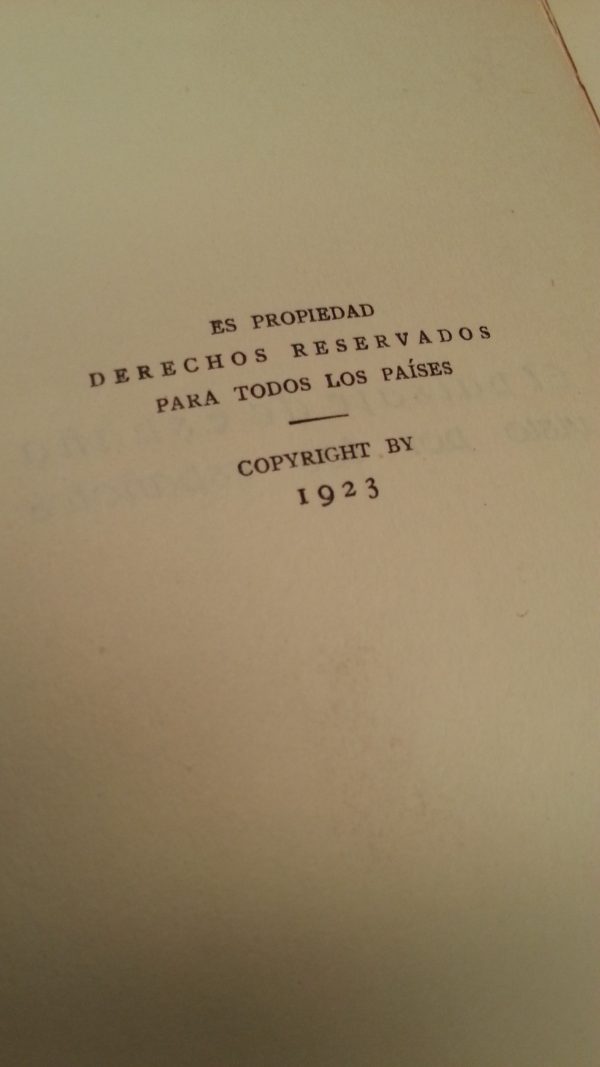 ES PROPIEDAD
DERECHOS RESERVADOS
PARA TODOS LOS PAÍSES
COPYRIGHT BY
1923